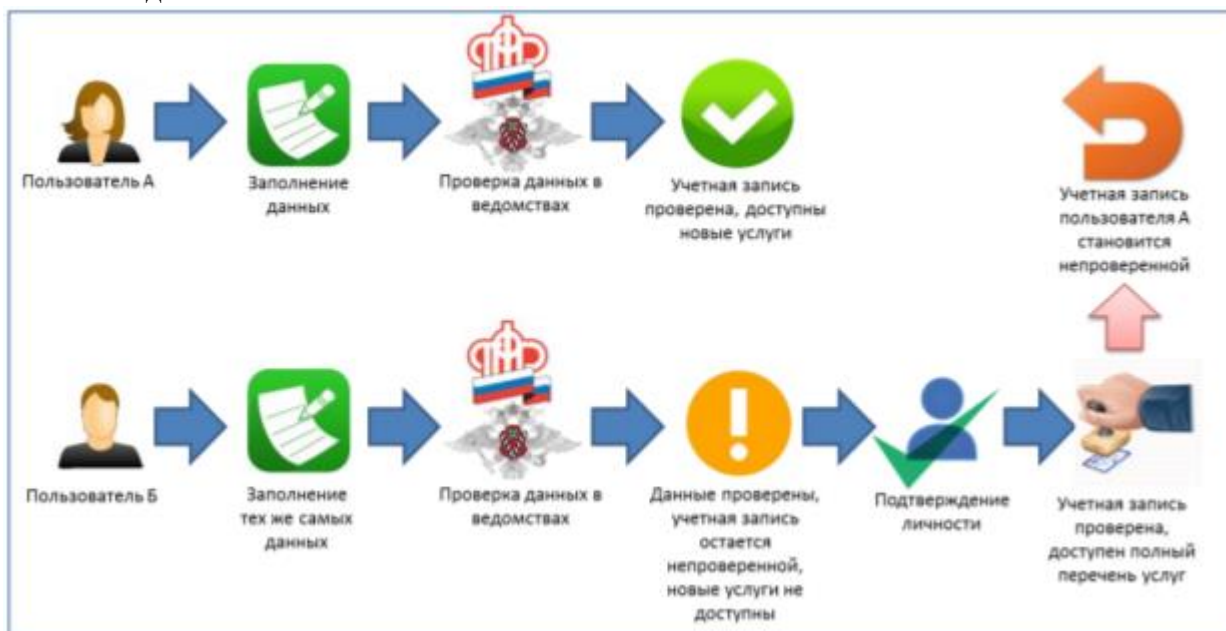 Пользователь А
Заполнение
данных
Проверка данных в
ведомствах
Учетная запись
проверена, доступны
новые услуги
Учетная запись
пользователя А
становится
непроверенной
Пользователь Б
Заполнение
тех же самых
данных
Проверка данных в
ведомствах
Данные проверены,
учетная запись
остается
непроверенной,
новые услуги не
доступны
Подтверждение
личности
Учетная запись
проверена,
доступен полный
перечень услуг